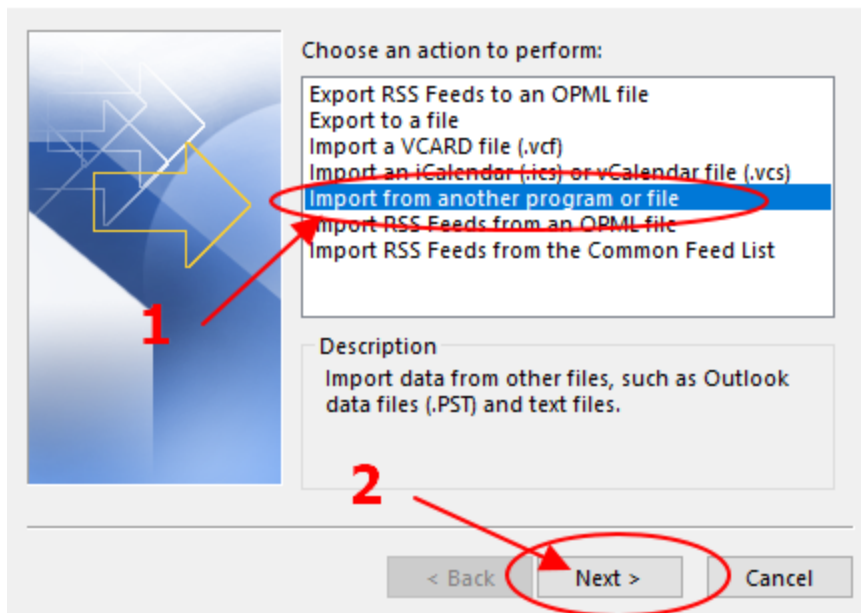 Choose an action to perform:
Export RSS Feeds to an OPML file
Export to a file
Import a VCARD file (.vcf)
Import an iCalendar (.ics) or vCalendar file (.vcs)
Import from another program or file
Import RSS Feeds from an OPML file
Import RSS Feeds from the Common Feed List
1
Description
Import data from other files, such as Outlook
data files (.PST) and text files.
2
< Back
Next >
Cancel